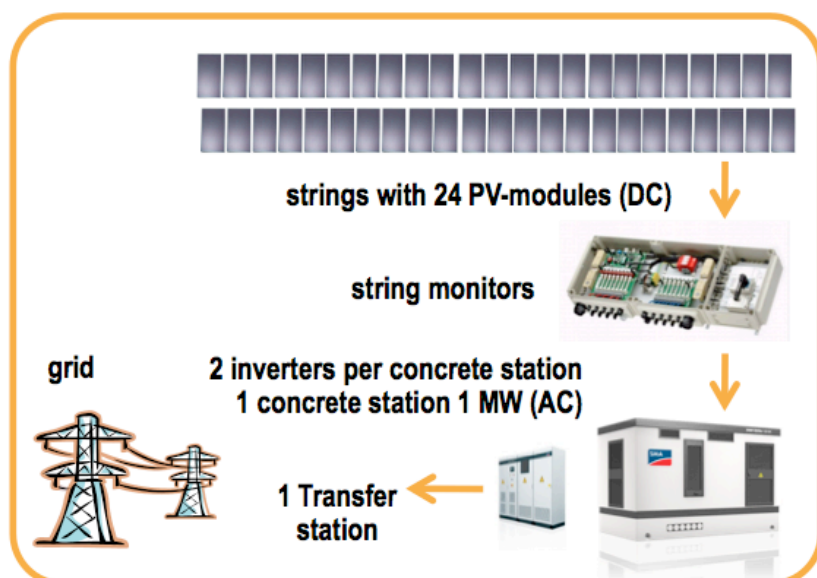 strings with 24 PV-modules (DC)
string monitors
grid
2 inverters per concrete station
1 concrete station 1 MW (AC)
SMA
1 Transfer
station